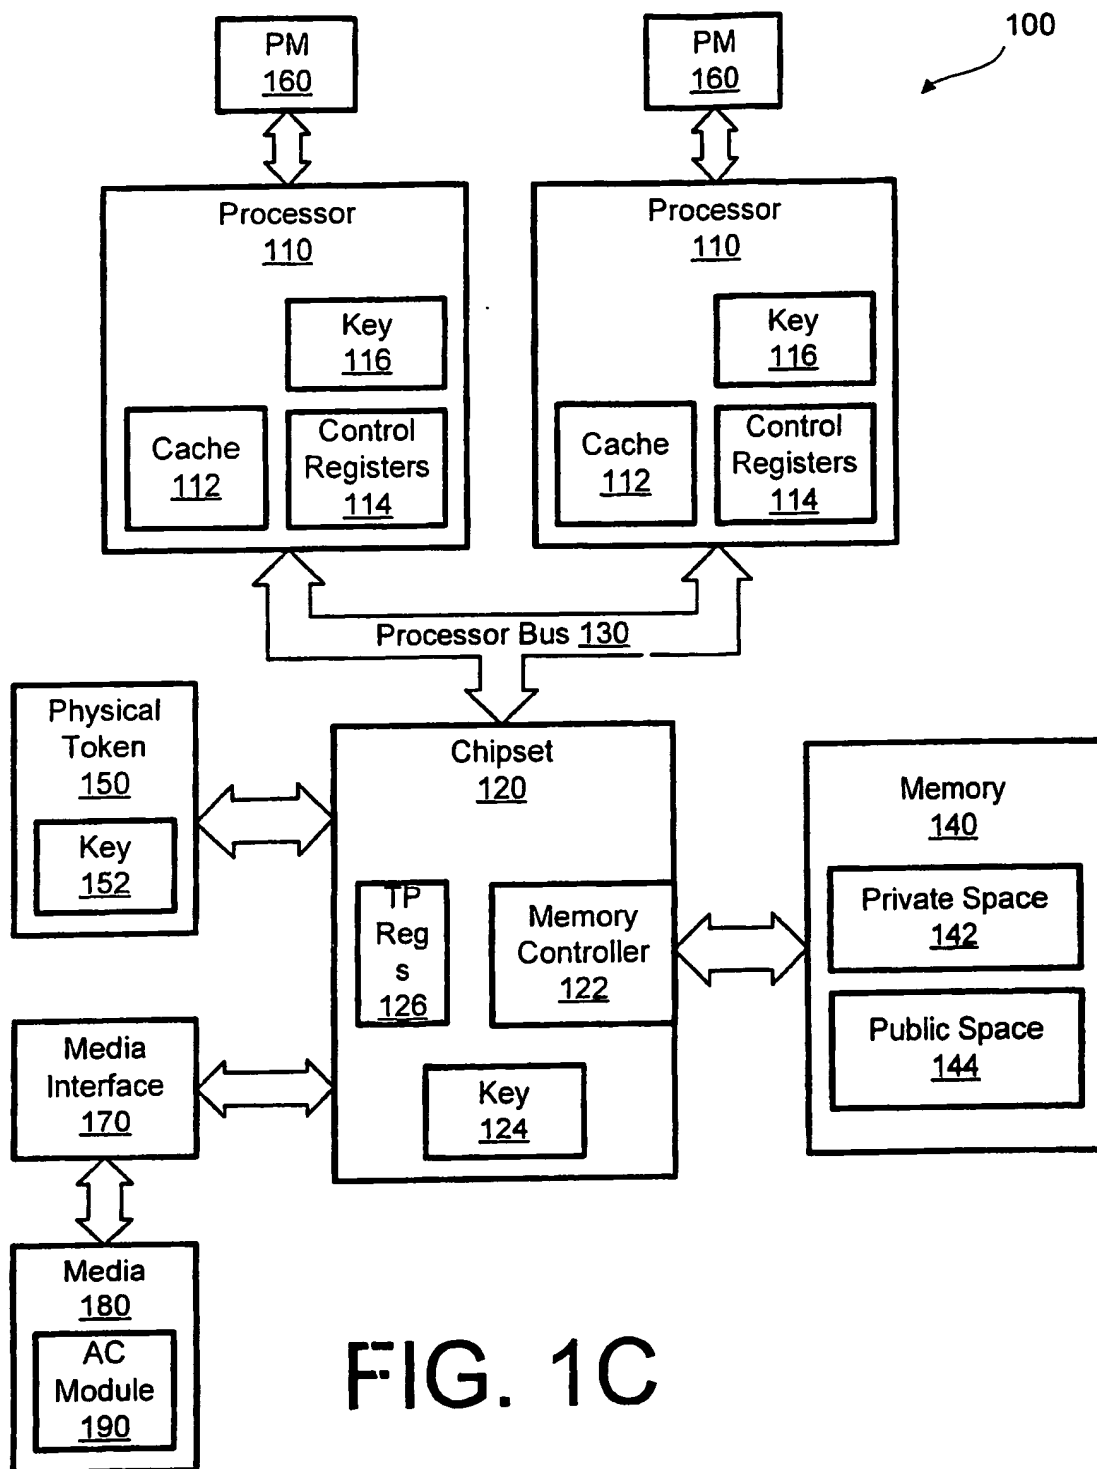 100
PM
160
PM
160
Processor
110
Key
116
Cache
112
Control
Registers
114
Processor
110
Key
116
Cache
112
Control
Registers
114
Processor Bus 130
Physical
Token
150
Key
152
Chipset
120
TP
Reg
s
126
Memory
Controller
122
Key
124
Memory
140
Private Space
142
Public Space
144
Media
Interface
170
Media
180
AC
Module
190
FIG. 1C